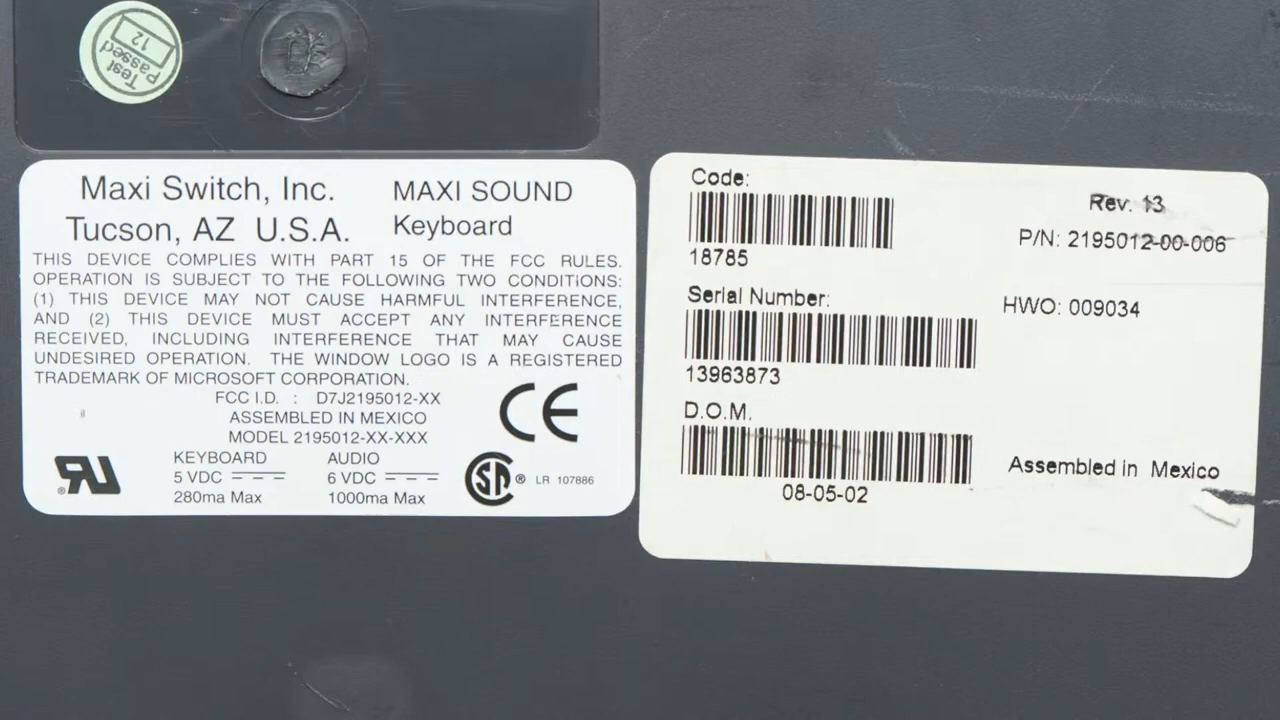 Test
Passed
12
Maxi Switch, Inc.
Tucson, AZ U.S.A.
MAXI SOUND
Keyboard
THIS DEVICE COMPLIES WITH PART 15 OF THE FCC RULES.
OPERATION IS SUBJECT TO THE FOLLOWING TWO CONDITIONS:
(1) THIS DEVICE MAY NOT CAUSE HARMFUL INTERFERENCE,
AND (2) THIS DEVICE MUST ACCEPT ANY INTERFERENCE
RECEIVED, INCLUDING INTERFERENCE THAT MAY CAUSE
UNDESIRED OPERATION. THE WINDOW LOGO IS A REGISTERED
TRADEMARK OF MICROSOFT CORPORATION.
FCC I.D. : D7J2195012-XX
ASSEMBLED IN MEXICO
MODEL 2195012-XX-XXX
CE
KEYBOARD
5 VDC
280ma Max
AUDIO
6 VDC
1000ma Max
® LR 107886
Code:
18785
Serial Number:
13963873
D.O.M.
08-05-02
Rev. 13
P/N: 2195012-00-006
HWO: 009034
Assembled in Mexico